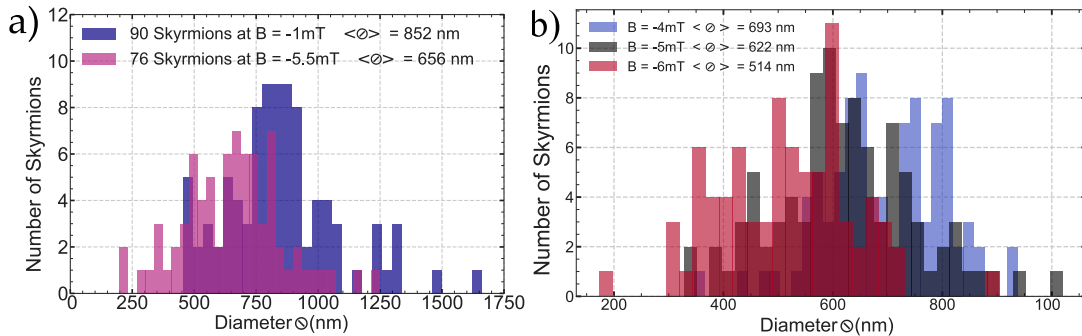 a)
90 Skyrmions at B = -1mT <⊘> = 852 nm
76 Skyrmions at B = -5.5mT <⊘> = 656 nm
Number of Skyrmions
12
10
8
6
4
2
0
0 250 500 750 1000 1250 1500 1750
Diameter⦸(nm)
b)
B = -4mT <⊘> = 693 nm
B = -5mT <⊘> = 622 nm
B = -6mT <⊘> = 514 nm
Number of Skyrmions
10
8
6
4
2
0
200 400 600 800 100
Diameter⦸(nm)